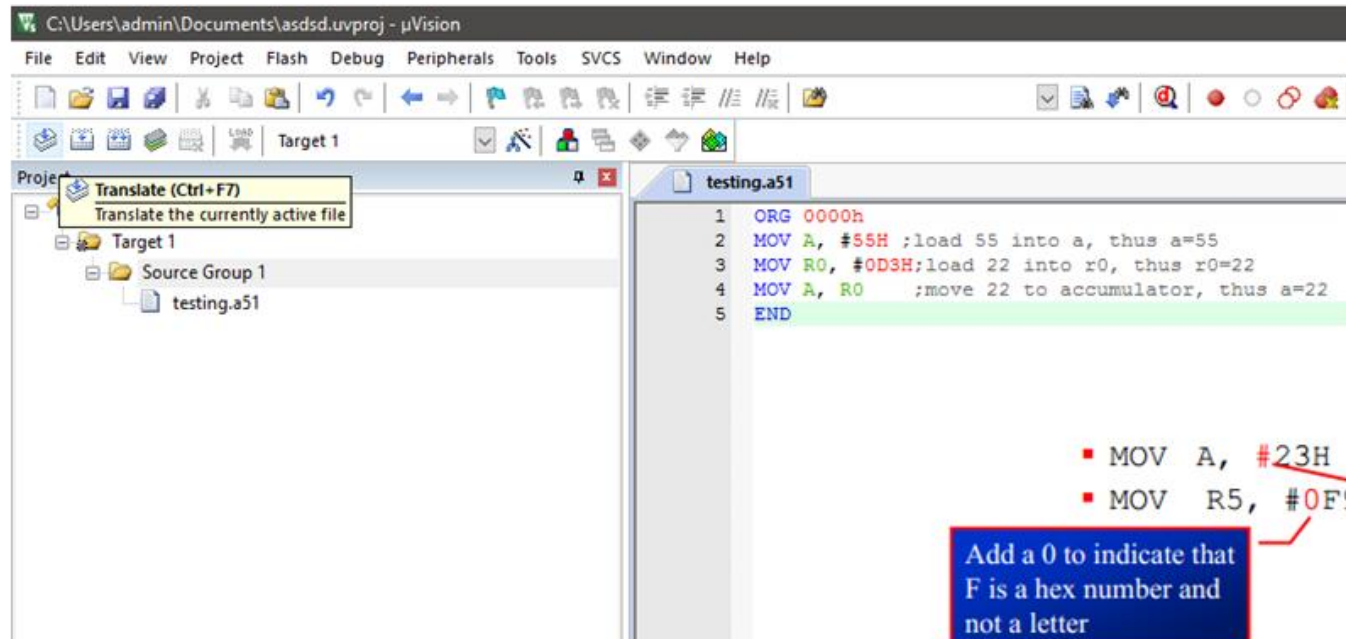 C:\Users\admin\Documents\asdsd.uvproj - µVision
File Edit View Project Flash Debug Peripherals Tools SVCS Window Help
LOAD Target 1
Translate (Ctrl+F7)
Translate the currently active file
Target 1
Source Group 1
testing.a51
testing.a51
1 ORG 0000h
2 MOV A, #55H ;load 55 into a, thus a=55
3 MOV R0, #0D3H;load 22 into r0, thus r0=22
4 MOV A, R0 ;move 22 to accumulator, thus a=22
5 END
▪ MOV A, #23H
▪ MOV R5, #0F
Add a 0 to indicate that
F is a hex number and
not a letter